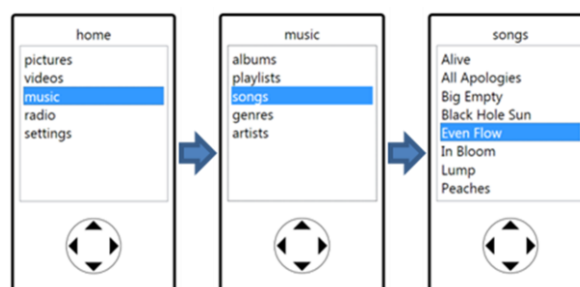 home
pictures
videos
music
radio
settings
music
albums
playlists
songs
genres
artists
songs
Alive
All Apologies
Big Empty
Black Hole Sun
Even Flow
In Bloom
Lump
Peaches